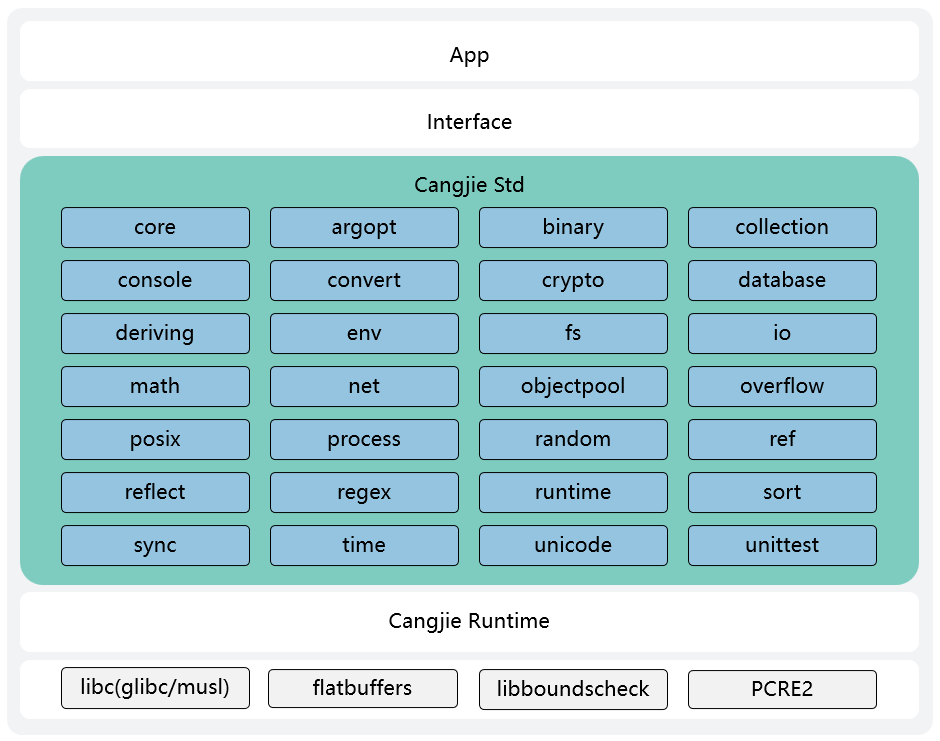 App
Interface
Cangjie Std
core argopt binary collection
console convert crypto database
deriving env fs io
math net objectpool overflow
posix process random ref
reflect regex runtime sort
sync time unicode unittest
Cangjie Runtime
libc(glibc/musl) flatbuffers libboundscheck PCRE2